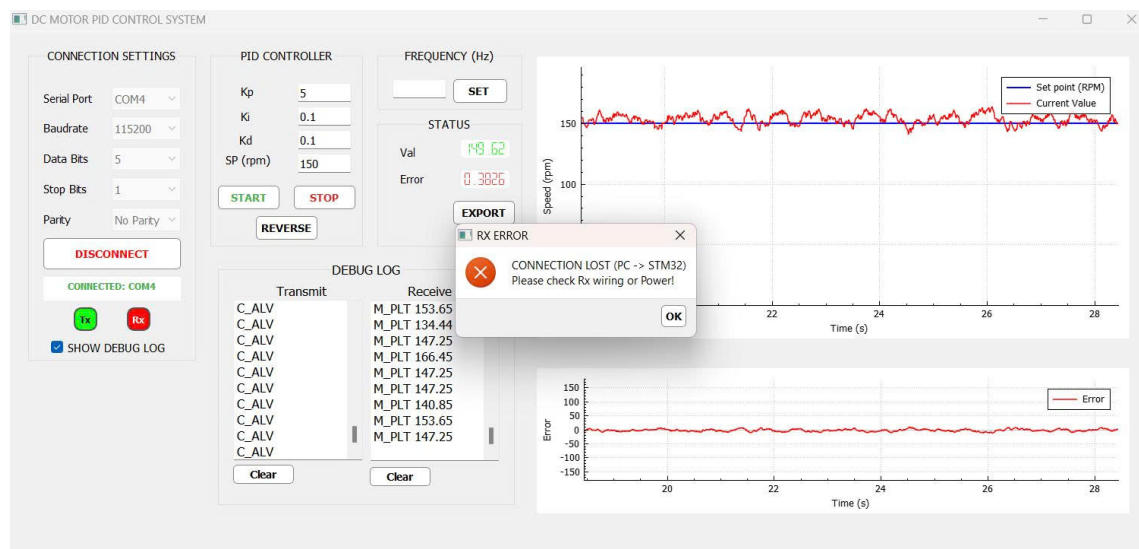 DC MOTOR PID CONTROL SYSTEM
CONNECTION SETTINGS
Serial Port COM4
Baudrate 115200
Data Bits 5
Stop Bits 1
Parity No Parity
DISCONNECT
CONNECTED: COM4
Tx Rx
SHOW DEBUG LOG
PID CONTROLLER
Kp 5
Ki 0.1
Kd 0.1
SP (rpm) 150
START STOP
REVERSE
FREQUENCY (Hz)
SET
STATUS
Val 149.62
Error 0.3826
EXPORT
DEBUG LOG
Transmit
C_ALV
C_ALV
C_ALV
C_ALV
C_ALV
C_ALV
C_ALV
C_ALV
C_ALV
C_ALV
Clear
Receive
M_PLT 153.65
M_PLT 134.44
M_PLT 147.25
M_PLT 166.45
M_PLT 147.25
M_PLT 147.25
M_PLT 140.85
M_PLT 153.65
M_PLT 147.25
Clear
RX ERROR
CONNECTION LOST (PC -> STM32)
Please check Rx wiring or Power!
OK
Set point (RPM)
Current Value
Speed (rpm)
150
100
22 24 26 28
Time (s)
Error
Error
150
100
50
0
-50
-100
-150
20 22 24 26 28
Time (s)